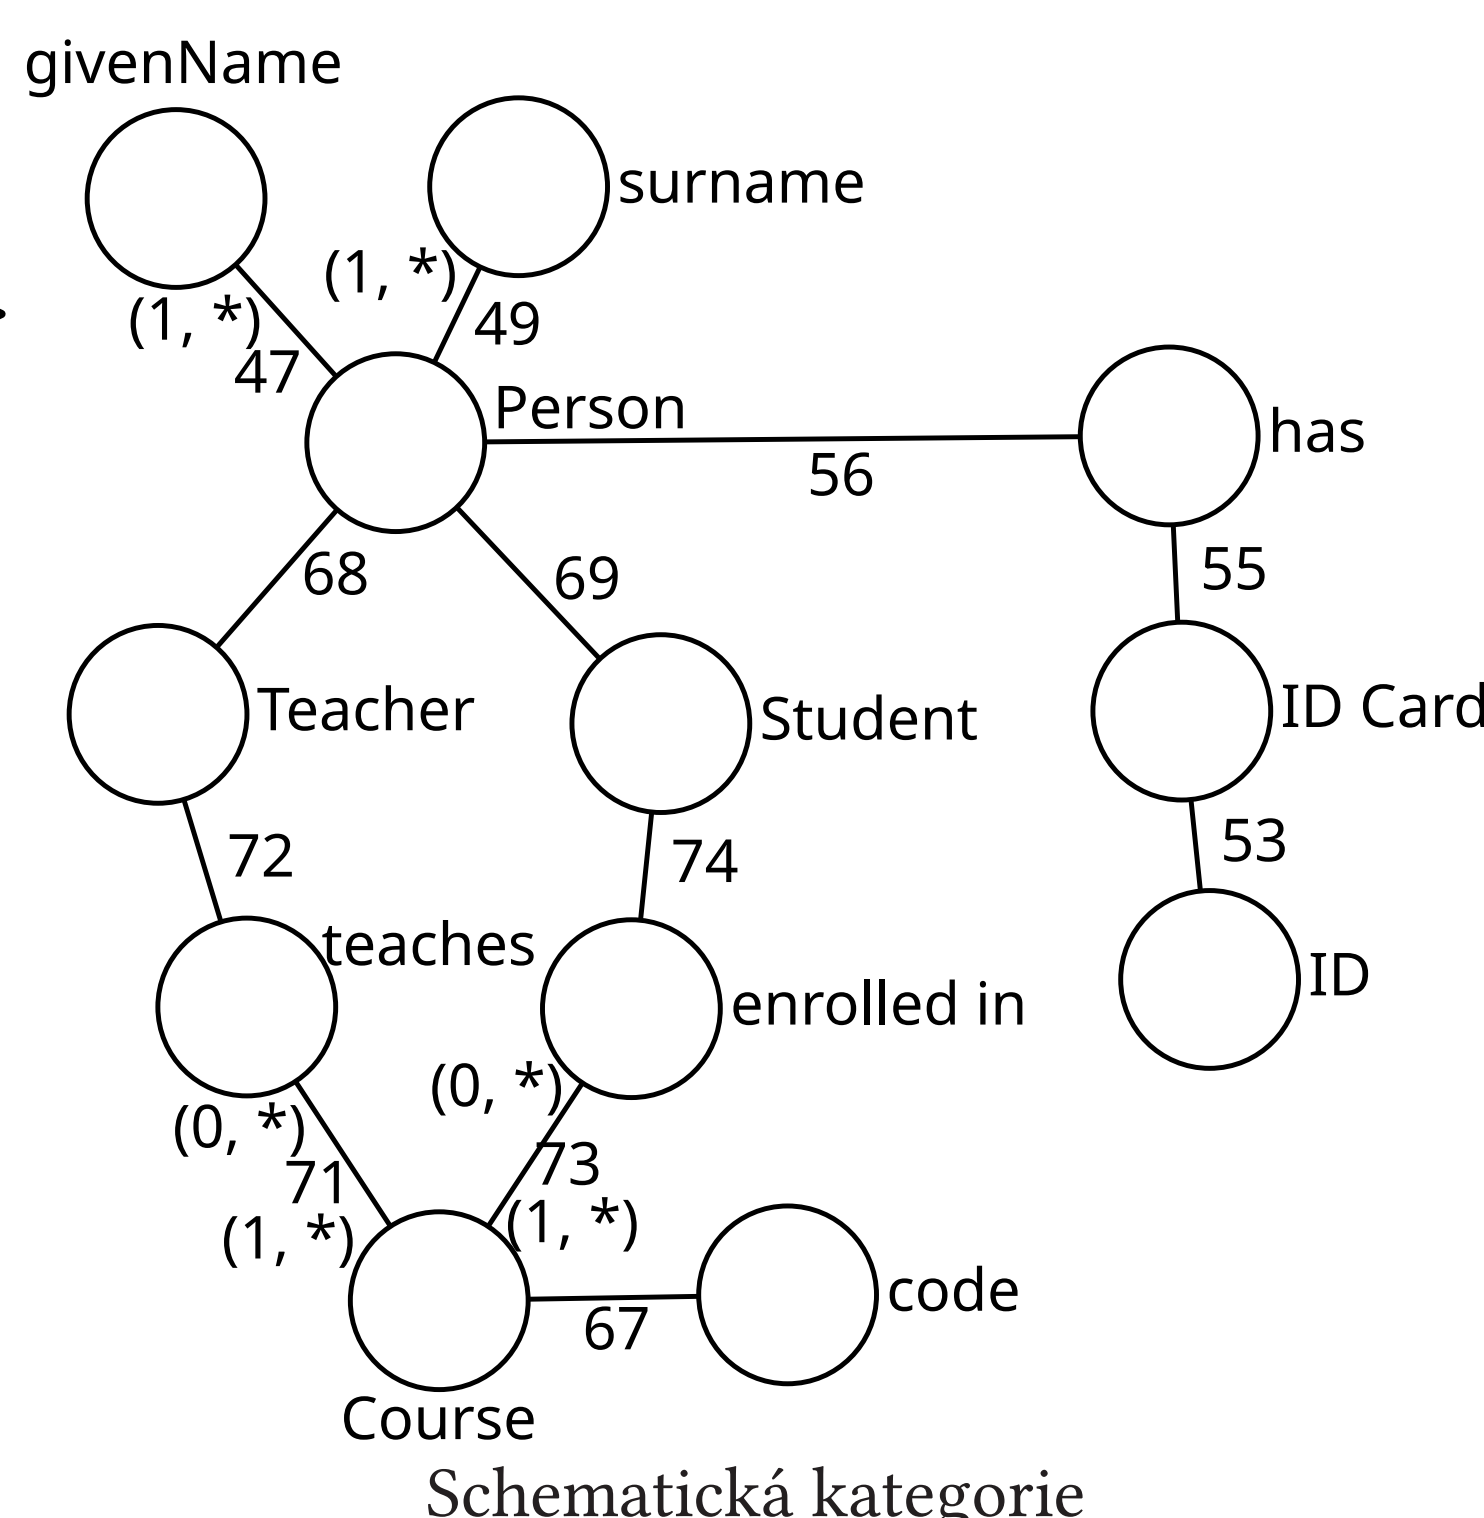 givenName
surname
(1, *)
49
(1, *)
47
Person
56
has
55
68
69
Teacher
Student
ID Card
72
74
53
teaches
enrolled in
ID
(0, *)
(0, *)
73
71
(1, *)
(1, *)
code
67
Course
Schematická kategorie